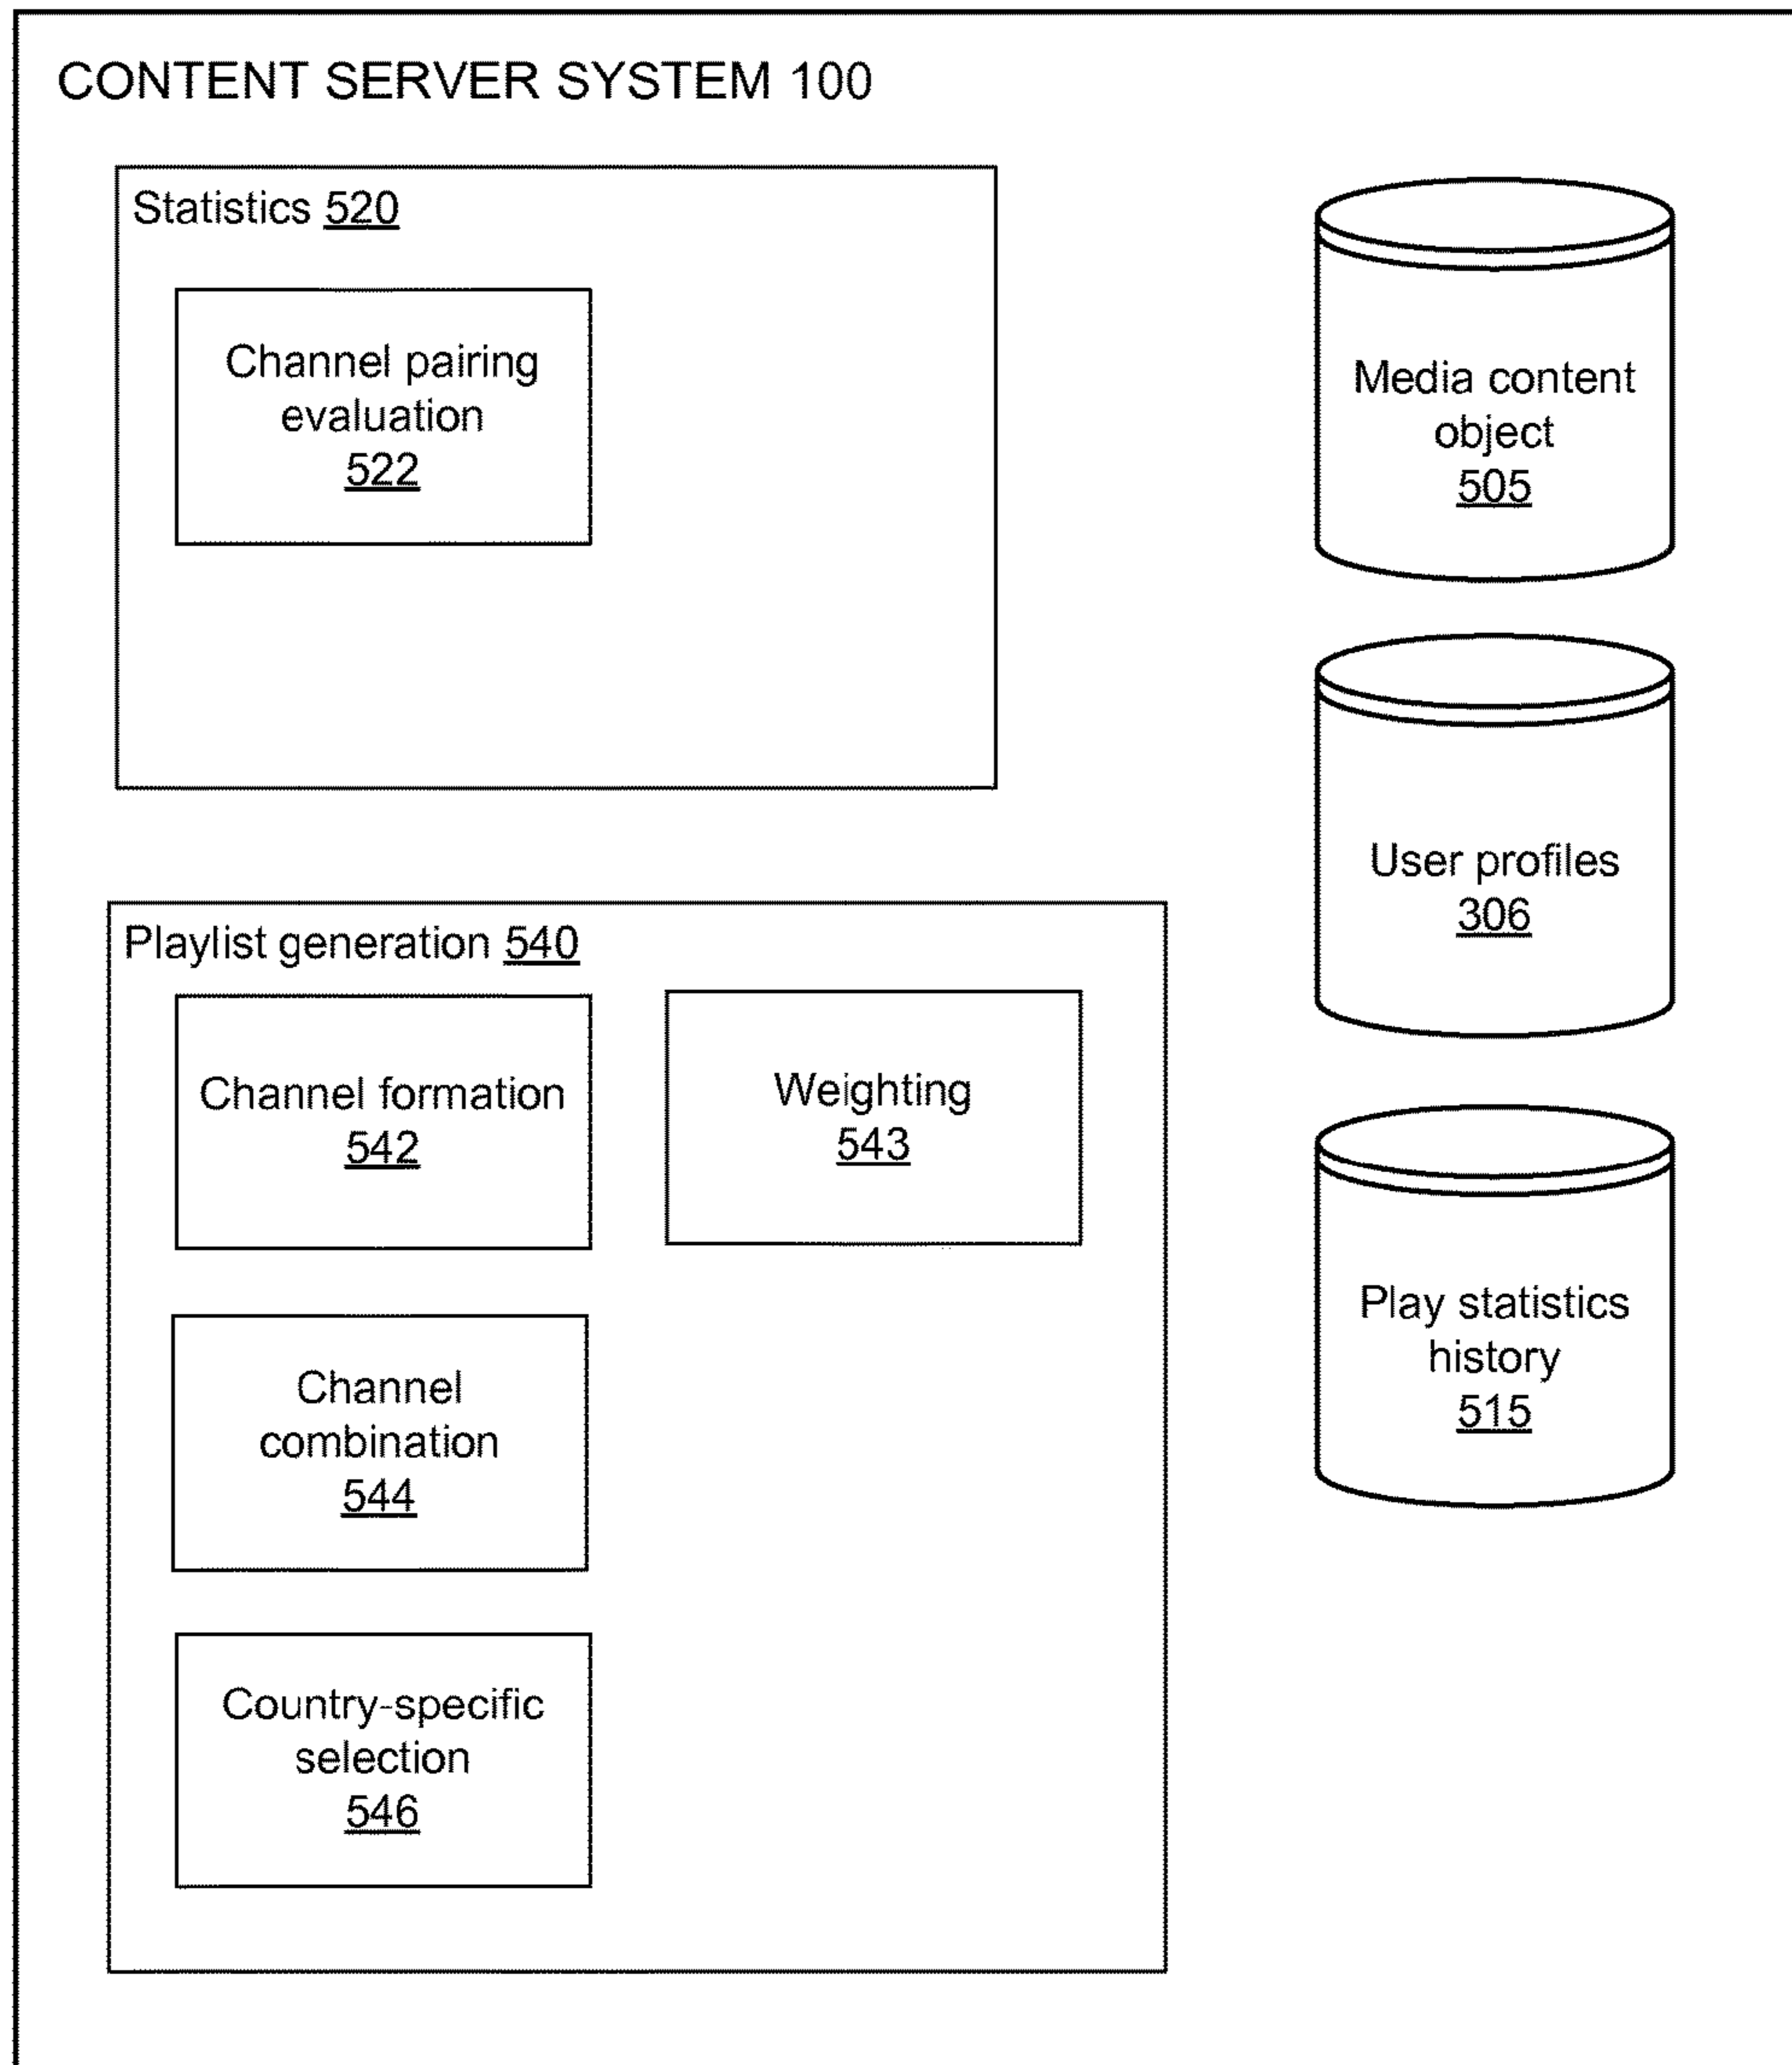 CONTENT SERVER SYSTEM 100
Statistics 520
Channel pairing
evaluation
522
Media content
object
505
User profiles
306
Playlist generation 540
Channel formation
542
Weighting
543
Channel
combination
544
Country-specific
selection
546
Play statistics
history
515